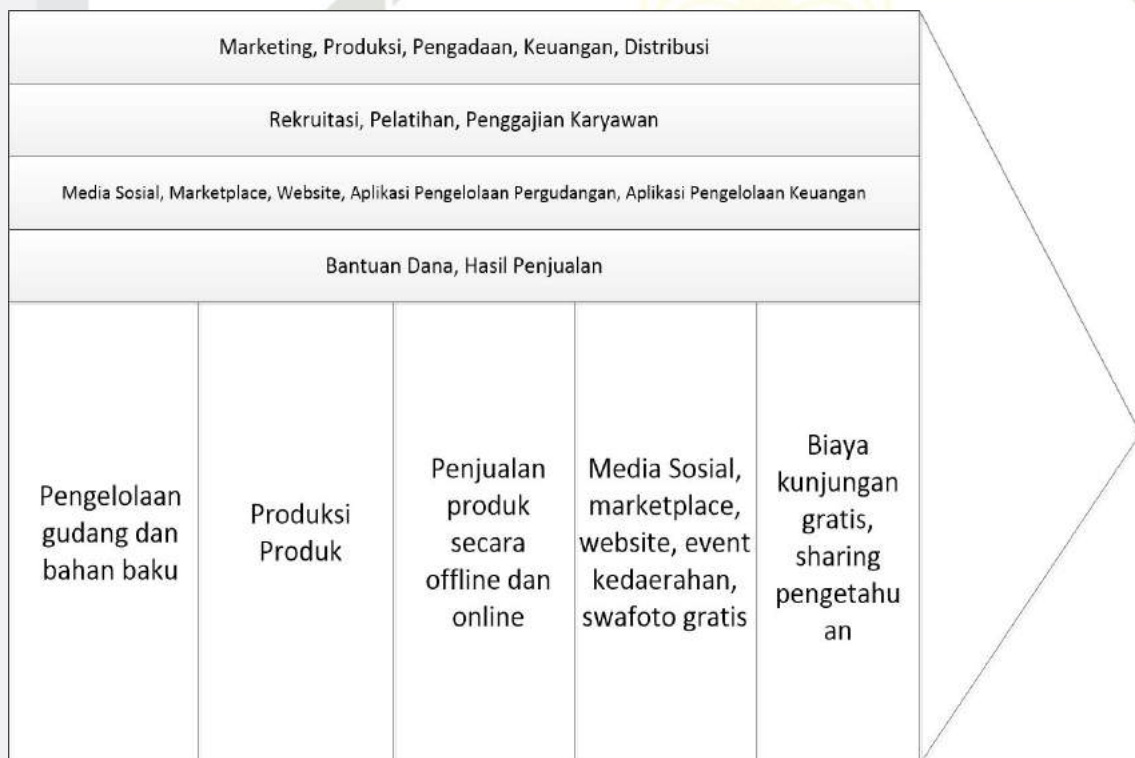 Marketing, Produksi, Pengadaan, Keuangan, Distribusi
Rekruitasi, Pelatihan, Penggajian Karyawan
Media Sosial, Marketplace, Website, Aplikasi Pengelolaan Pergudangan, Aplikasi Pengelolaan Keuangan
Bantuan Dana, Hasil Penjualan
Pengelolaan
gudang dan
bahan baku
Produksi
Produk
Penjualan
produk
secara
offline dan
online
Media Sosial,
marketplace,
website, event
kedaerahan,
swafoto gratis
Biaya
kunjungan
gratis,
sharing
pengetahu
an